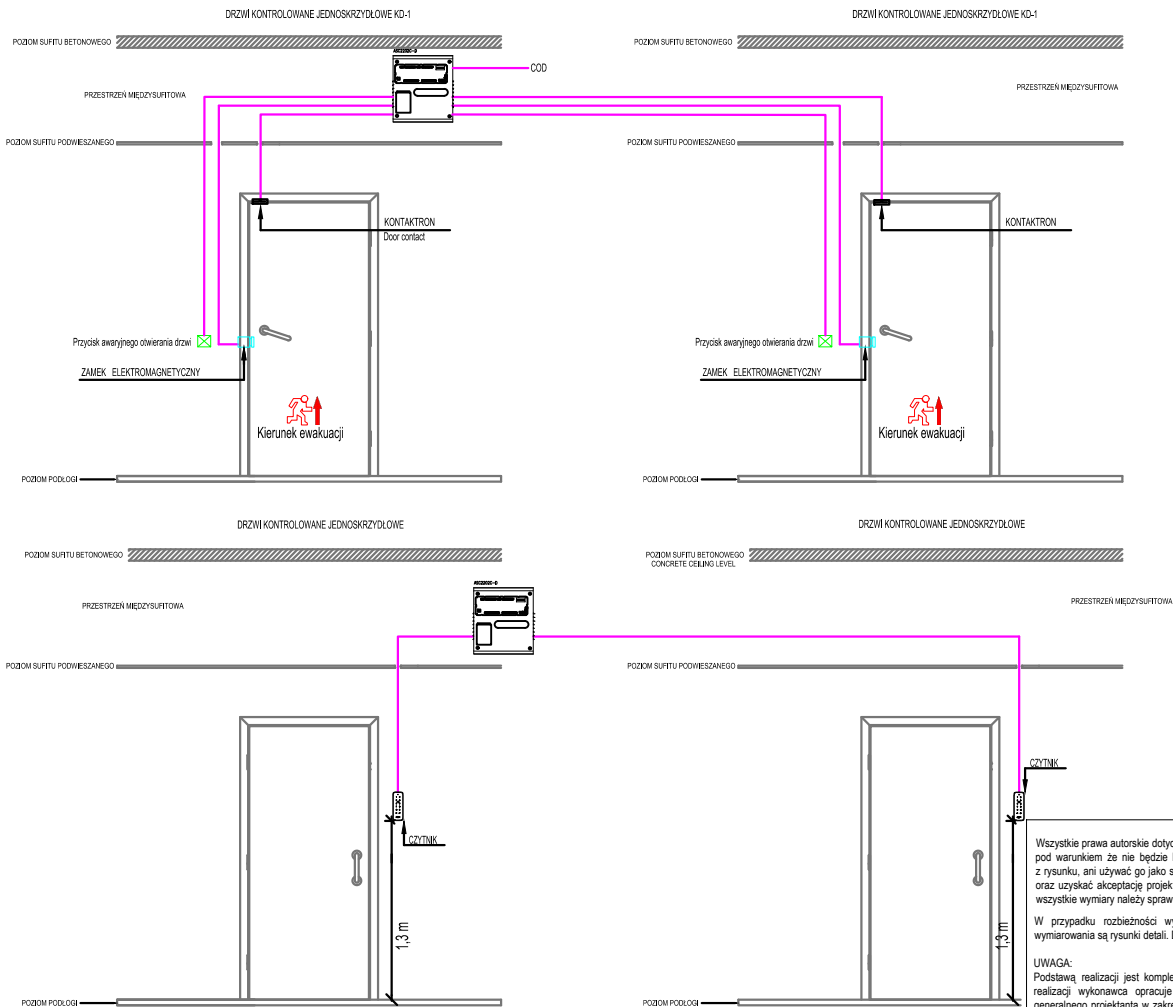 DRZWI KONTROLOWANE JEDNOSKRZYDŁOWE KD-1
POZIOM SUFITU BETONOWEGO
ASC2202C-D
COD
PRZESTRZEŃ MIĘDZYSUFITOWA
POZIOM SUFITU PODWIESZANEGO
KONTAKTRON
Door contact
Przycisk awaryjnego otwierania drzwi
ZAMEK ELEKTROMAGNETYCZNY
Kierunek ewakuacji
POZIOM PODŁOGI
DRZWI KONTROLOWANE JEDNOSKRZYDŁOWE KD-1
POZIOM SUFITU BETONOWEGO
PRZESTRZEŃ MIĘDZYSUFITOWA
POZIOM SUFITU PODWIESZANEGO
KONTAKTRON
Przycisk awaryjnego otwierania drzwi
ZAMEK ELEKTROMAGNETYCZNY
Kierunek ewakuacji
POZIOM PODŁOGI
DRZWI KONTROLOWANE JEDNOSKRZYDŁOWE
POZIOM SUFITU BETONOWEGO
ASC2202C-D
PRZESTRZEŃ MIĘDZYSUFITOWA
POZIOM SUFITU PODWIESZANEGO
CZYTNIK
1,3 m
POZIOM PODŁOGI
DRZWI KONTROLOWANE JEDNOSKRZYDŁOWE
POZIOM SUFITU BETONOWEGO
CONCRETE CEILING LEVEL
PRZESTRZEŃ MIĘDZYSUFITOWA
POZIOM SUFITU PODWIESZANEGO
CZYTNIK
1,3 m
POZIOM PODŁOGI
Wszystkie prawa autorskie
pod warunkiem że nie będzie
z rysunku, ani używać go jako
oraz uzyskać akceptację
wszystkie wymiary należy
W przypadku rozbieżności
wymiarowania są rysunki detali.
UWAGA:
Podstawą realizacji jest
realizacji wykonawca opracuje
generalnego projektanta w